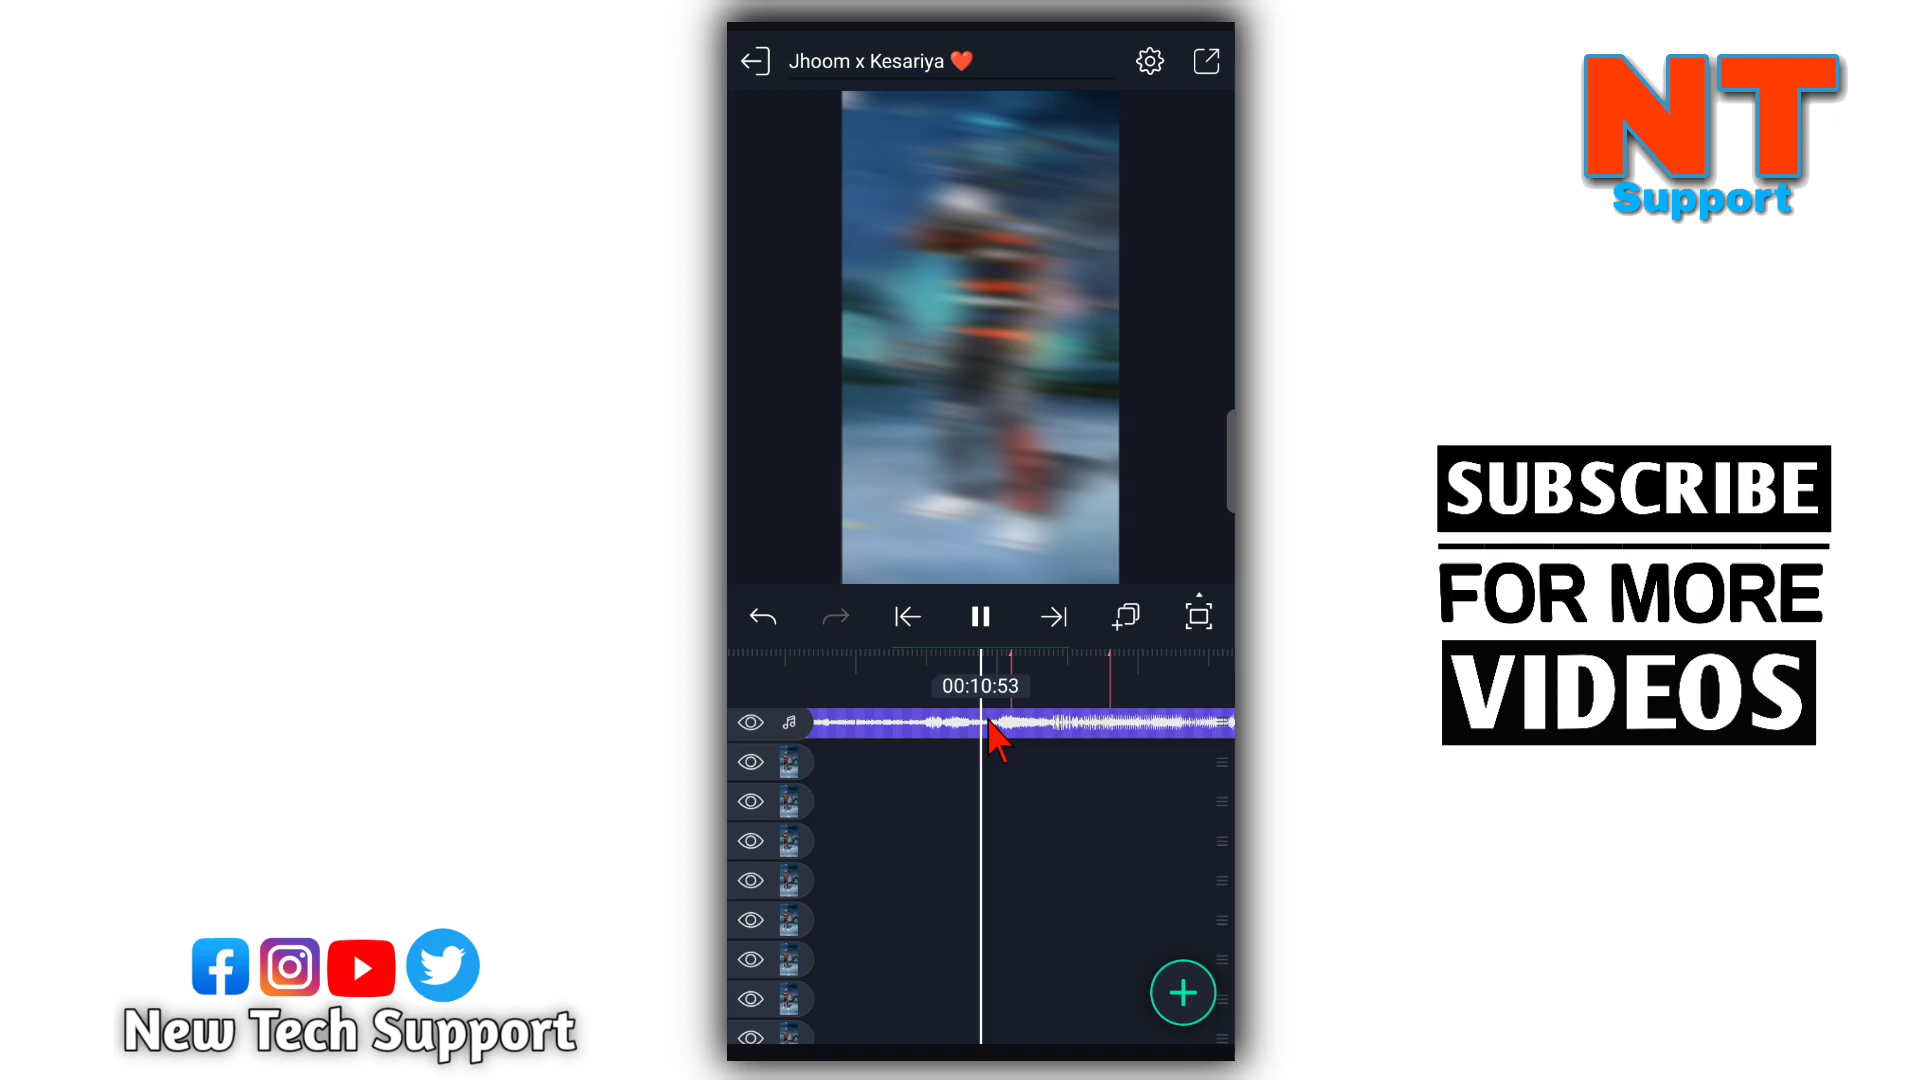 Jhoom x Kesariya ❤️
NT
Support
SUBSCRIBE
FOR MORE
VIDEOS
00:10:53
New Tech Support